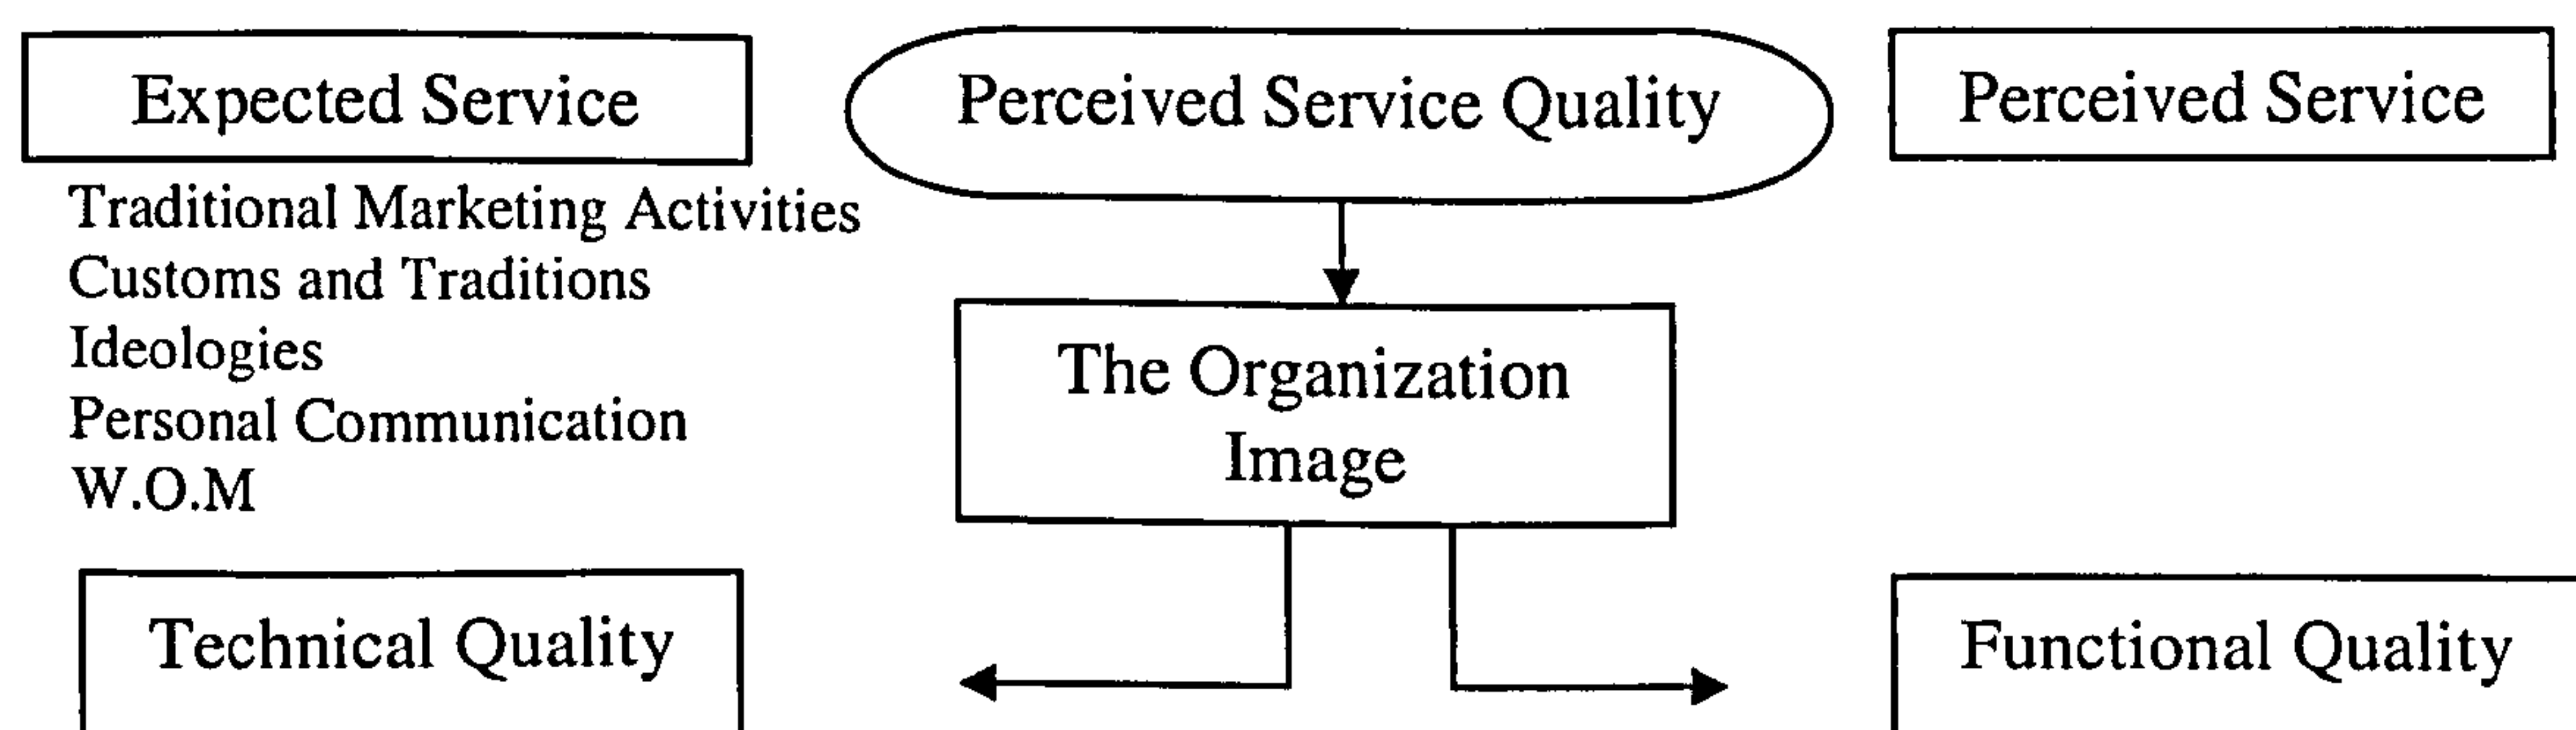 Expected Service
Perceived Service Quality
Perceived Service
Traditional Marketing Activities
Customs and Traditions
Ideologies
Personal Communication
W.O.M
The Organization
Image
Technical Quality
Functional Quality